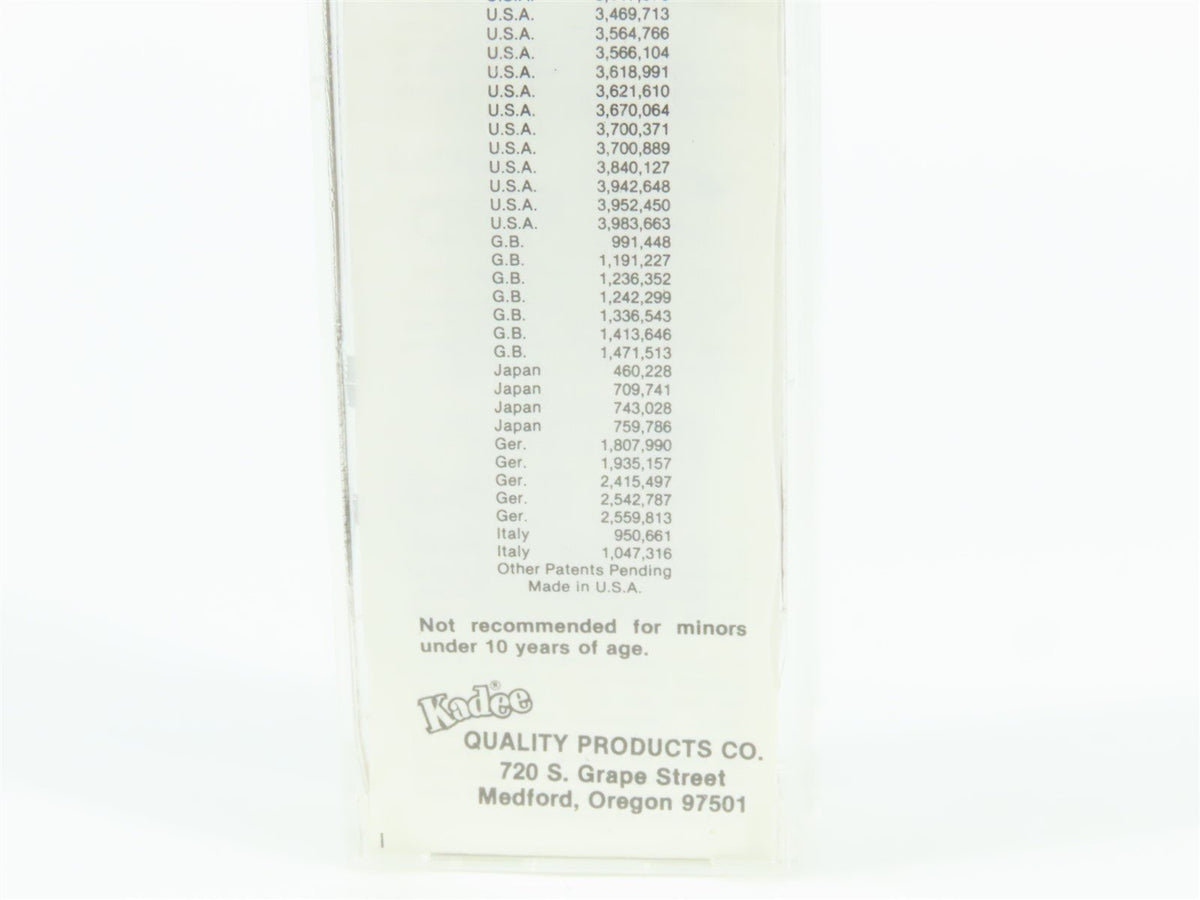 U.S.A. 3,469,713
U.S.A. 3,564,766
U.S.A. 3,566,104
U.S.A. 3,618,991
U.S.A. 3,621,610
U.S.A. 3,670,064
U.S.A. 3,700,371
U.S.A. 3,700,889
U.S.A. 3,840,127
U.S.A. 3,942,648
U.S.A. 3,952,450
U.S.A. 3,983,663
G.B. 991,448
G.B. 1,191,227
G.B. 1,236,352
G.B. 1,242,299
G.B. 1,336,543
G.B. 1,413,646
G.B. 1,471,513
Japan 460,228
Japan 709,741
Japan 743,028
Japan 759,786
Ger. 1,807,990
Ger. 1,935,157
Ger. 2,415,497
Ger. 2,542,787
Ger. 2,559,813
Italy 950,661
Italy 1,047,316
Other Patents Pending
Made in U.S.A.
Not recommended for minors
under 10 years of age.
Kadee®
QUALITY PRODUCTS CO.
720 S. Grape Street
Medford, Oregon 97501